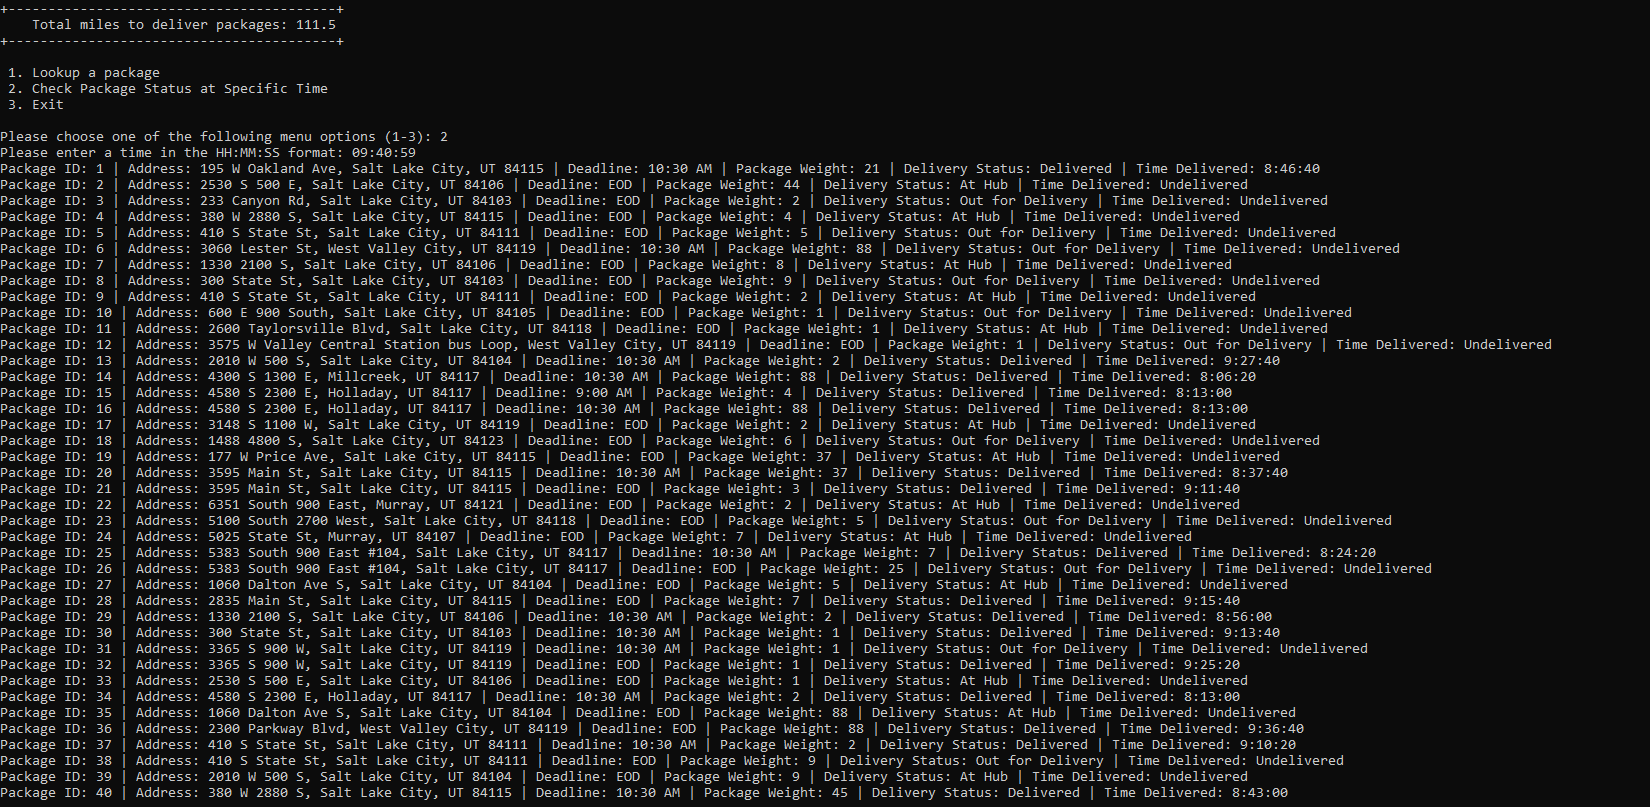 +-----------------------------------------+
Total miles to deliver packages: 111.5
+-----------------------------------------+
1. Lookup a package
2. Check Package Status at Specific Time
3. Exit
Please choose one of the following menu options (1-3): 2
Please enter a time in the HH:MM:SS format: 09:40:59
Package ID: 1 | Address: 195 W Oakland Ave, Salt Lake City, UT 84115 | Deadline: 10:30 AM | Package Weight: 21 | Delivery Status: Delivered | Time Delivered: 8:46:40
Package ID: 2 | Address: 2530 S 500 E, Salt Lake City, UT 84106 | Deadline: EOD | Package Weight: 44 | Delivery Status: At Hub | Time Delivered: Undelivered
Package ID: 3 | Address: 233 Canyon Rd, Salt Lake City, UT 84103 | Deadline: EOD | Package Weight: 2 | Delivery Status: Out for Delivery | Time Delivered: Undelivered
Package ID: 4 | Address: 380 W 2880 S, Salt Lake City, UT 84115 | Deadline: EOD | Package Weight: 4 | Delivery Status: At Hub | Time Delivered: Undelivered
Package ID: 5 | Address: 410 S State St, Salt Lake City, UT 84111 | Deadline: EOD | Package Weight: 5 | Delivery Status: Out for Delivery | Time Delivered: Undelivered
Package ID: 6 | Address: 3060 Lester St, West Valley City, UT 84119 | Deadline: 10:30 AM | Package Weight: 88 | Delivery Status: Out for Delivery | Time Delivered: Undelivered
Package ID: 7 | Address: 1330 2100 S, Salt Lake City, UT 84106 | Deadline: EOD | Package Weight: 8 | Delivery Status: At Hub | Time Delivered: Undelivered
Package ID: 8 | Address: 300 State St, Salt Lake City, UT 84103 | Deadline: EOD | Package Weight: 9 | Delivery Status: Out for Delivery | Time Delivered: Undelivered
Package ID: 9 | Address: 410 S State St, Salt Lake City, UT 84111 | Deadline: EOD | Package Weight: 2 | Delivery Status: At Hub | Time Delivered: Undelivered
Package ID: 10 | Address: 600 E 900 South, Salt Lake City, UT 84105 | Deadline: EOD | Package Weight: 1 | Delivery Status: Out for Delivery | Time Delivered: Undelivered
Package ID: 11 | Address: 2600 Taylorsville Blvd, Salt Lake City, UT 84118 | Deadline: EOD | Package Weight: 1 | Delivery Status: At Hub | Time Delivered: Undelivered
Package ID: 12 | Address: 3575 W Valley Central Station bus Loop, West Valley City, UT 84119 | Deadline: EOD | Package Weight: 1 | Delivery Status: Out for Delivery | Time Delivered: Undelivered
Package ID: 13 | Address: 2010 W 500 S, Salt Lake City, UT 84104 | Deadline: 10:30 AM | Package Weight: 2 | Delivery Status: Delivered | Time Delivered: 9:27:40
Package ID: 14 | Address: 4300 S 1300 E, Millcreek, UT 84117 | Deadline: 10:30 AM | Package Weight: 88 | Delivery Status: Delivered | Time Delivered: 8:06:20
Package ID: 15 | Address: 4580 S 2300 E, Holladay, UT 84117 | Deadline: 9:00 AM | Package Weight: 4 | Delivery Status: Delivered | Time Delivered: 8:13:00
Package ID: 16 | Address: 4580 S 2300 E, Holladay, UT 84117 | Deadline: 10:30 AM | Package Weight: 88 | Delivery Status: Delivered | Time Delivered: 8:13:00
Package ID: 17 | Address: 3148 S 1100 W, Salt Lake City, UT 84119 | Deadline: EOD | Package Weight: 2 | Delivery Status: At Hub | Time Delivered: Undelivered
Package ID: 18 | Address: 1488 4800 S, Salt Lake City, UT 84123 | Deadline: EOD | Package Weight: 6 | Delivery Status: Out for Delivery | Time Delivered: Undelivered
Package ID: 19 | Address: 177 W Price Ave, Salt Lake City, UT 84115 | Deadline: EOD | Package Weight: 37 | Delivery Status: At Hub | Time Delivered: Undelivered
Package ID: 20 | Address: 3595 Main St, Salt Lake City, UT 84115 | Deadline: 10:30 AM | Package Weight: 37 | Delivery Status: Delivered | Time Delivered: 8:37:40
Package ID: 21 | Address: 3595 Main St, Salt Lake City, UT 84115 | Deadline: EOD | Package Weight: 3 | Delivery Status: Delivered | Time Delivered: 9:11:40
Package ID: 22 | Address: 6351 South 900 East, Murray, UT 84121 | Deadline: EOD | Package Weight: 2 | Delivery Status: At Hub | Time Delivered: Undelivered
Package ID: 23 | Address: 5100 South 2700 West, Salt Lake City, UT 84118 | Deadline: EOD | Package Weight: 5 | Delivery Status: Out for Delivery | Time Delivered: Undelivered
Package ID: 24 | Address: 5025 State St, Murray, UT 84107 | Deadline: EOD | Package Weight: 7 | Delivery Status: At Hub | Time Delivered: Undelivered
Package ID: 25 | Address: 5383 South 900 East #104, Salt Lake City, UT 84117 | Deadline: 10:30 AM | Package Weight: 7 | Delivery Status: Delivered | Time Delivered: 8:24:20
Package ID: 26 | Address: 5383 South 900 East #104, Salt Lake City, UT 84117 | Deadline: EOD | Package Weight: 25 | Delivery Status: Out for Delivery | Time Delivered: Undelivered
Package ID: 27 | Address: 1060 Dalton Ave S, Salt Lake City, UT 84104 | Deadline: EOD | Package Weight: 5 | Delivery Status: At Hub | Time Delivered: Undelivered
Package ID: 28 | Address: 2835 Main St, Salt Lake City, UT 84115 | Deadline: EOD | Package Weight: 7 | Delivery Status: Delivered | Time Delivered: 9:15:40
Package ID: 29 | Address: 1330 2100 S, Salt Lake City, UT 84106 | Deadline: 10:30 AM | Package Weight: 2 | Delivery Status: Delivered | Time Delivered: 8:56:00
Package ID: 30 | Address: 300 State St, Salt Lake City, UT 84103 | Deadline: 10:30 AM | Package Weight: 1 | Delivery Status: Delivered | Time Delivered: 9:13:40
Package ID: 31 | Address: 3365 S 900 W, Salt Lake City, UT 84119 | Deadline: 10:30 AM | Package Weight: 1 | Delivery Status: Out for Delivery | Time Delivered: Undelivered
Package ID: 32 | Address: 3365 S 900 W, Salt Lake City, UT 84119 | Deadline: EOD | Package Weight: 1 | Delivery Status: Delivered | Time Delivered: 9:25:20
Package ID: 33 | Address: 2530 S 500 E, Salt Lake City, UT 84106 | Deadline: EOD | Package Weight: 1 | Delivery Status: At Hub | Time Delivered: Undelivered
Package ID: 34 | Address: 4580 S 2300 E, Holladay, UT 84117 | Deadline: 10:30 AM | Package Weight: 2 | Delivery Status: Delivered | Time Delivered: 8:13:00
Package ID: 35 | Address: 1060 Dalton Ave S, Salt Lake City, UT 84104 | Deadline: EOD | Package Weight: 88 | Delivery Status: At Hub | Time Delivered: Undelivered
Package ID: 36 | Address: 2300 Parkway Blvd, West Valley City, UT 84119 | Deadline: EOD | Package Weight: 88 | Delivery Status: Delivered | Time Delivered: 9:36:40
Package ID: 37 | Address: 410 S State St, Salt Lake City, UT 84111 | Deadline: 10:30 AM | Package Weight: 2 | Delivery Status: Delivered | Time Delivered: 9:10:20
Package ID: 38 | Address: 410 S State St, Salt Lake City, UT 84111 | Deadline: EOD | Package Weight: 9 | Delivery Status: Out for Delivery | Time Delivered: Undelivered
Package ID: 39 | Address: 2010 W 500 S, Salt Lake City, UT 84104 | Deadline: EOD | Package Weight: 9 | Delivery Status: At Hub | Time Delivered: Undelivered
Package ID: 40 | Address: 380 W 2880 S, Salt Lake City, UT 84115 | Deadline: 10:30 AM | Package Weight: 45 | Delivery Status: Delivered | Time Delivered: 8:43:00